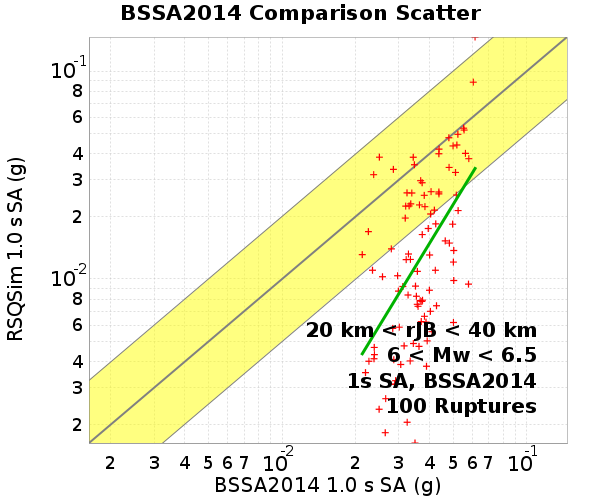 BSSA2014 Comparison Scatter
RSQSim 1.0 s SA (g)
10-1
8
6
4
3
2
10-2
8
6
4
3
2
20 km < rJB < 40 km
6 < Mw < 6.5
1s SA, BSSA2014
100 Ruptures
2 3 4 5 6 7 10-2 2 3 4 5 6 7 10-1
BSSA2014 1.0 s SA (g)